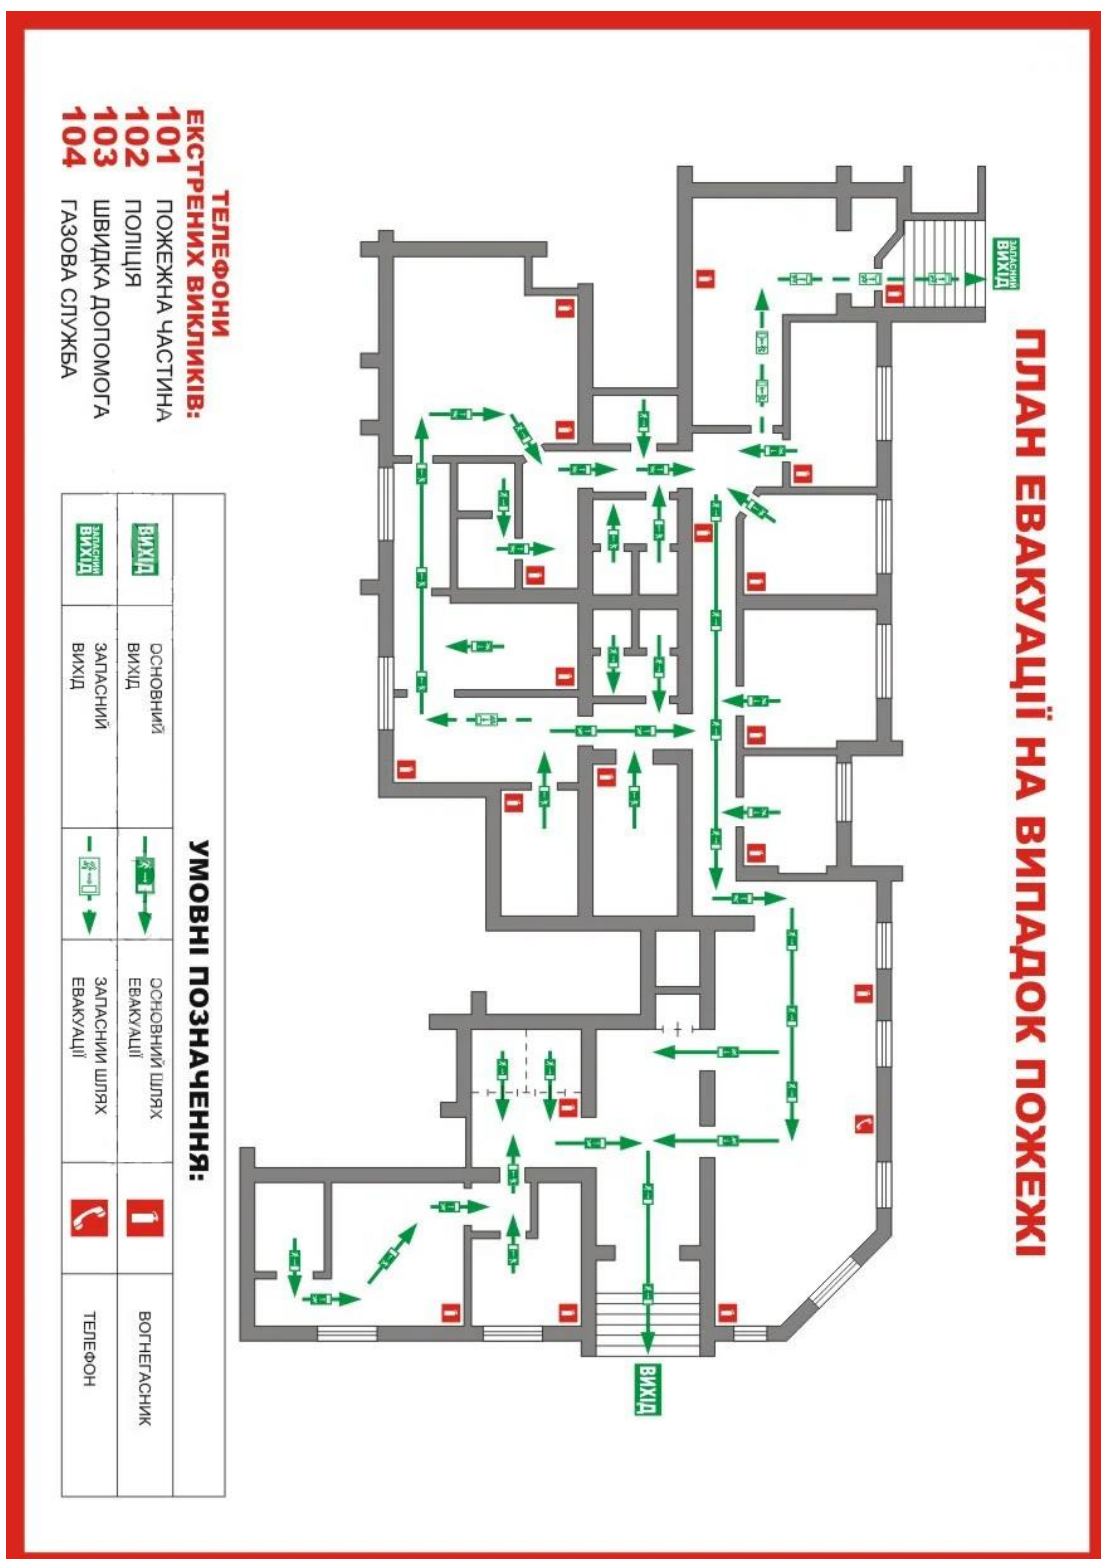 ПЛАН ЕВАКУАЦІЇ НА ВИПАДОК ПОЖЕЖІ
ЗАПАСНИЙ
ВИХІД
ВИХІД
ТЕЛЕФОНИ
ЕКСТРЕНИХ ВИКЛИКІВ:
101 ПОЖЕЖНА ЧАСТИНА
102 ПОЛІЦІЯ
103 ШВИДКА ДОПОМОГА
104 ГАЗОВА СЛУЖБА
УМОВНІ ПОЗНАЧЕННЯ:
ВИХІД
ОСНОВНИЙ
ВИХІД
ОСНОВНИЙ ШЛЯХ
ЕВАКУАЦІЇ
ВОГНЕГАСНИК
ЗАПАСНИЙ
ВИХІД
ЗАПАСНИЙ
ВИХІД
ЗАПАСНИЙ ШЛЯХ
ЕВАКУАЦІЇ
ТЕЛЕФОН